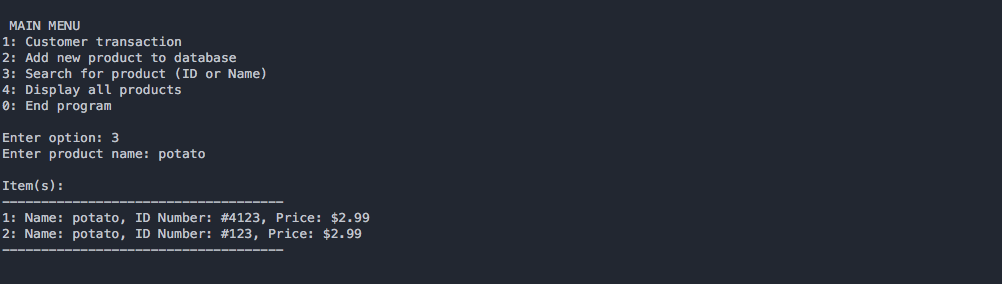 MAIN MENU
1: Customer transaction
2: Add new product to database
3: Search for product (ID or Name)
4: Display all products
0: End program
Enter option: 3
Enter product name: potato
Item(s):
------------------------------------
1: Name: potato, ID Number: #4123, Price: $2.99
2: Name: potato, ID Number: #123, Price: $2.99
------------------------------------